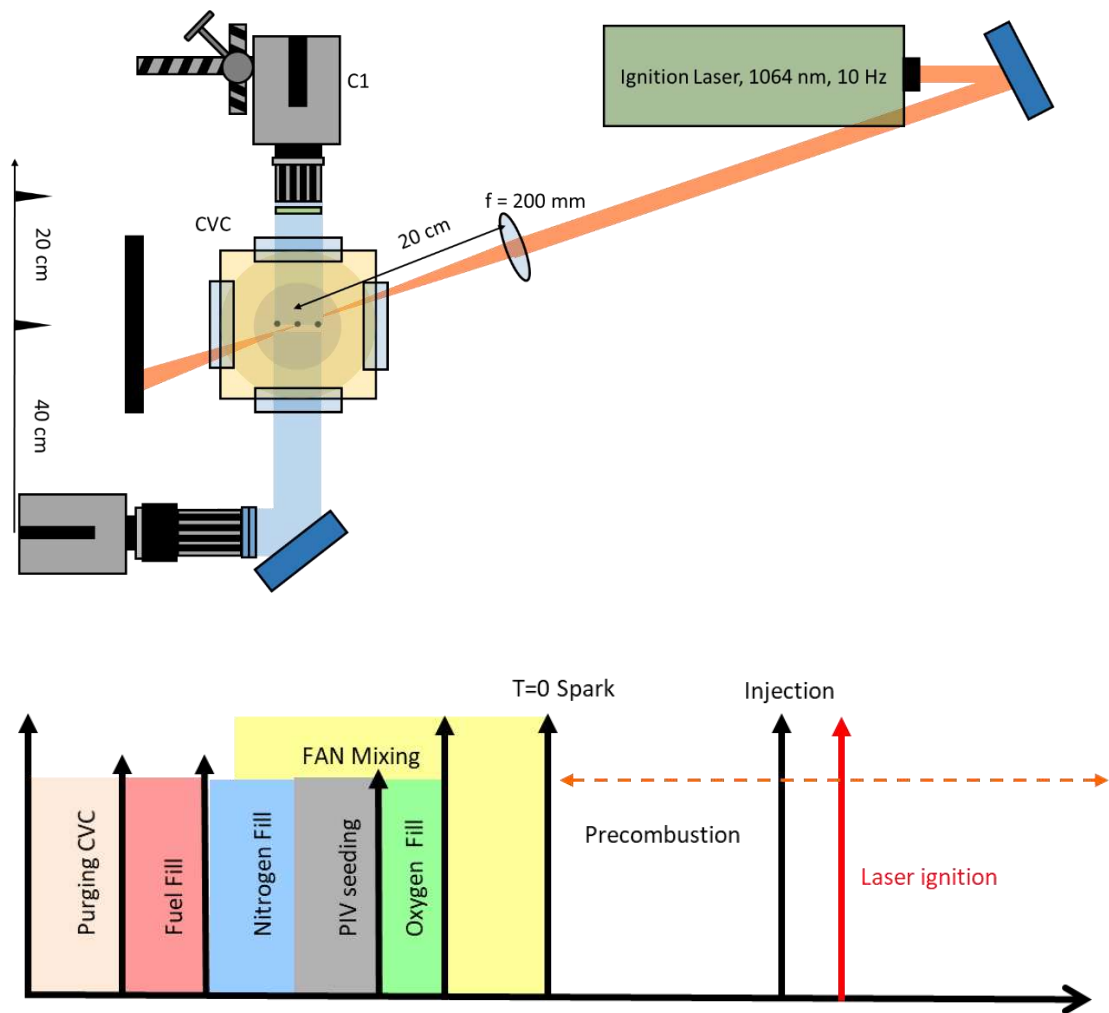 C1
Ignition Laser, 1064 nm, 10 Hz
f = 200 mm
CVC
20 cm
20 cm
40 cm
T=0 Spark
Injection
FAN Mixing
Precombustion
Purging CVC
Fuel Fill
Nitrogen Fill
PIV seeding
Oxygen Fill
Laser ignition